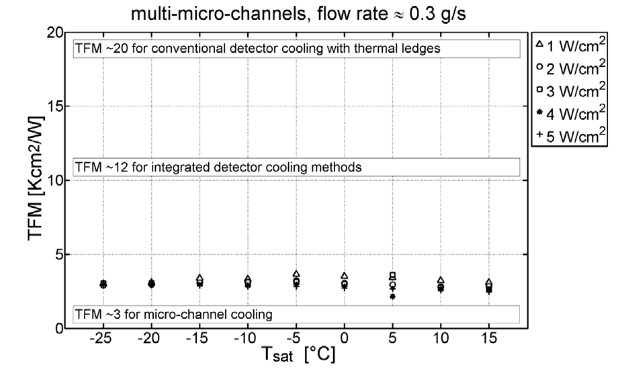 multi-micro-channels, flow rate ≈ 0.3 g/s
TFM [Kcm2/W]
20
15
10
5
0
TFM ~20 for conventional detector cooling with thermal ledges
TFM ~12 for integrated detector cooling methods
TFM ~3 for micro-channel cooling
1 W/cm²
2 W/cm²
3 W/cm²
4 W/cm²
5 W/cm²
-25 -20 -15 -10 -5 0 5 10 15
Tsat [°C]